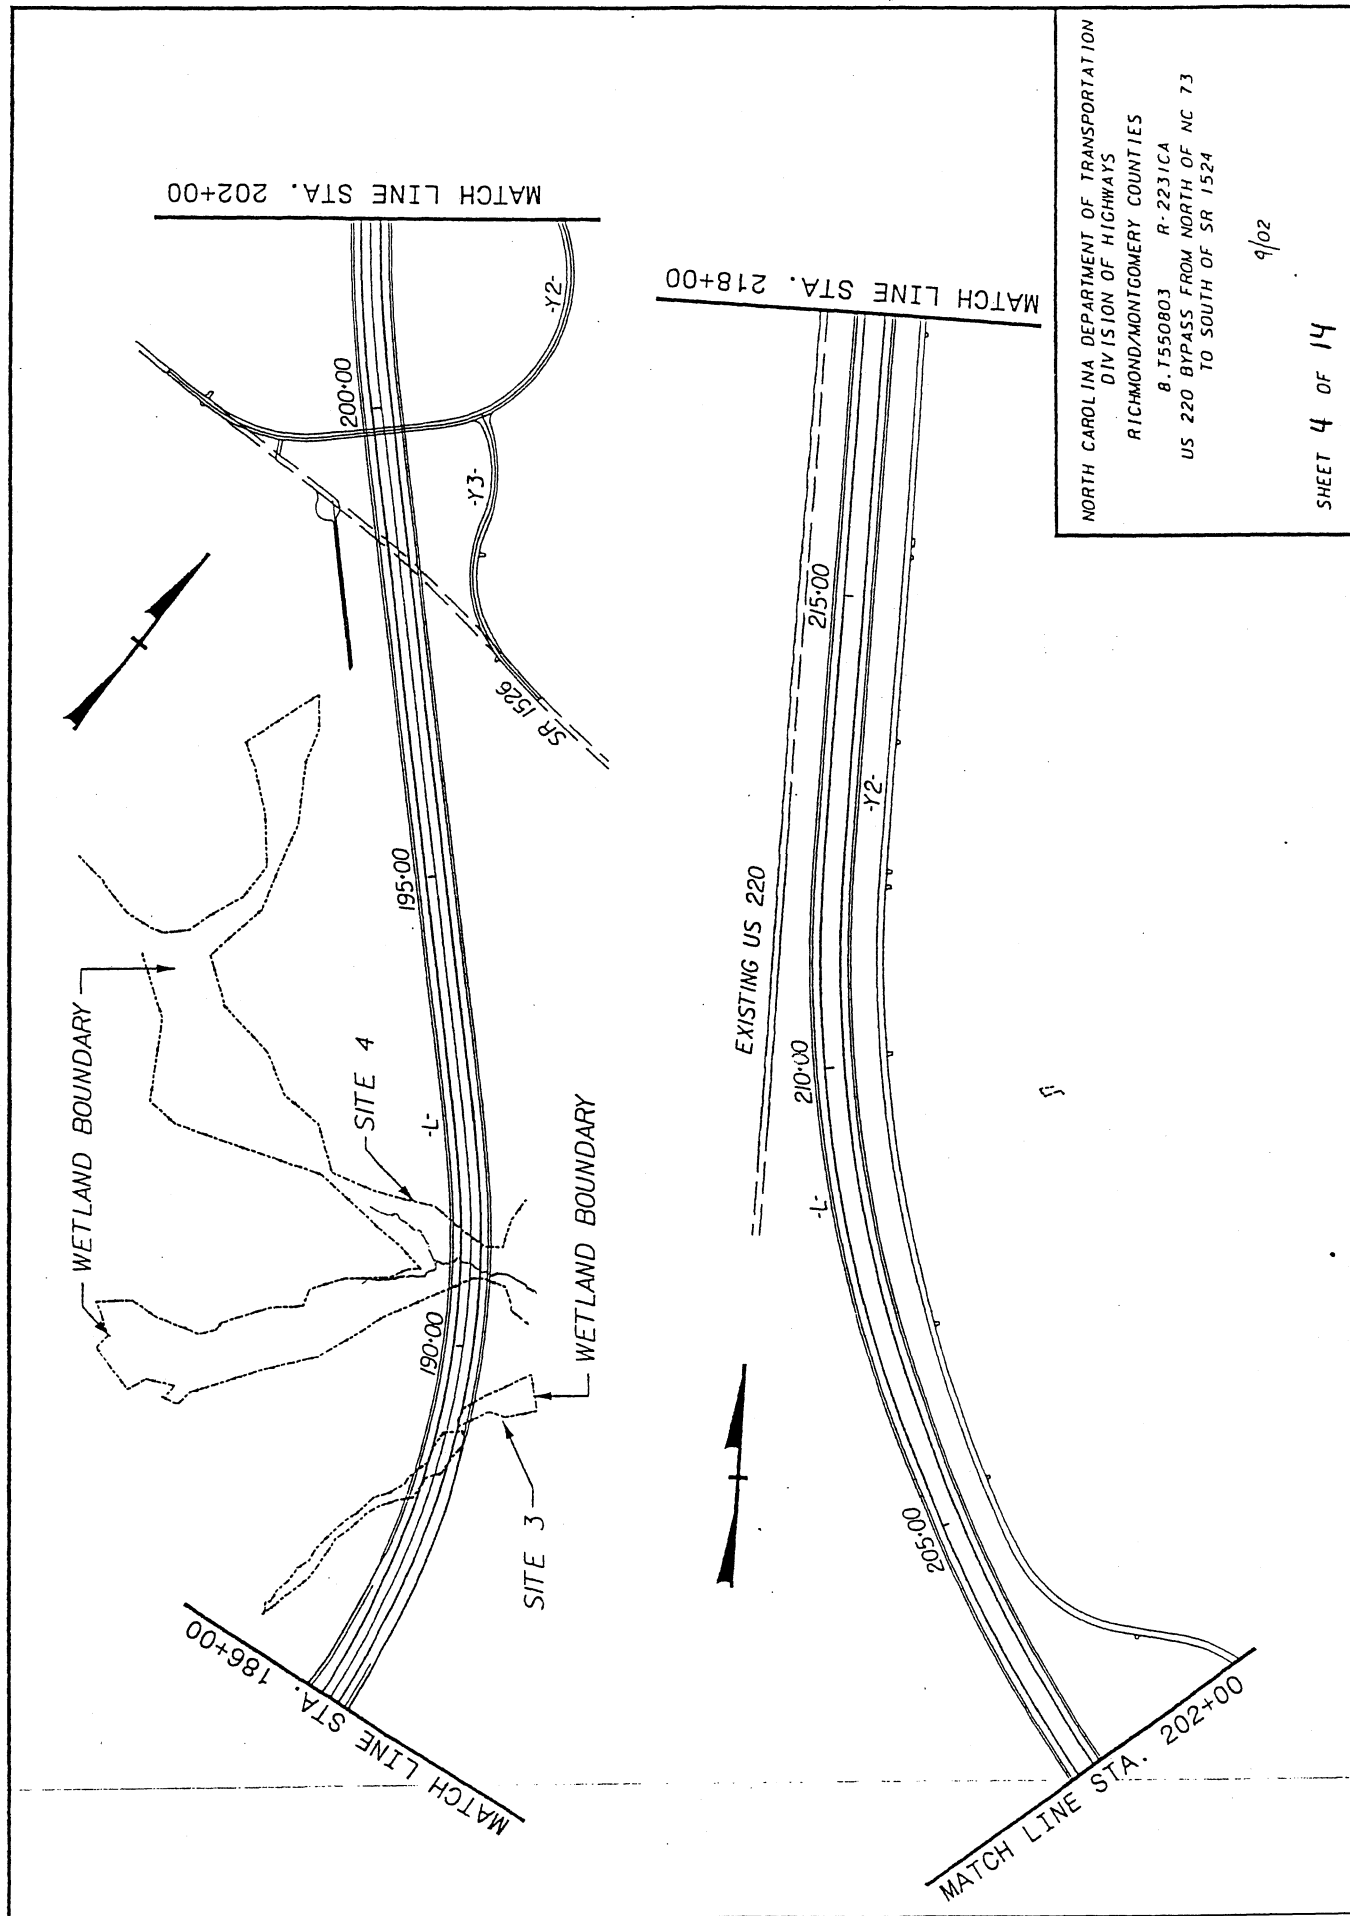 MATCH LINE STA. 186+00
SITE 3
WETLAND BOUNDARY
190+00
WETLAND BOUNDARY
SITE 4
-L-
195+00
SR 1526
-Y3-
200+00
-Y2-
MATCH LINE STA. 202+00
MATCH LINE STA. 202+00
205+00
-L-
210+00
EXISTING US 220
-Y2-
215+00
MATCH LINE STA. 218+00
NORTH CAROLINA DEPARTMENT OF TRANSPORTATION
DIVISION OF HIGHWAYS
RICHMOND/MONTGOMERY COUNTIES
8.T550803 R-2231CA
US 220 BYPASS FROM NORTH OF NC 73
TO SOUTH OF SR 1524
9/02
SHEET 4 OF 14